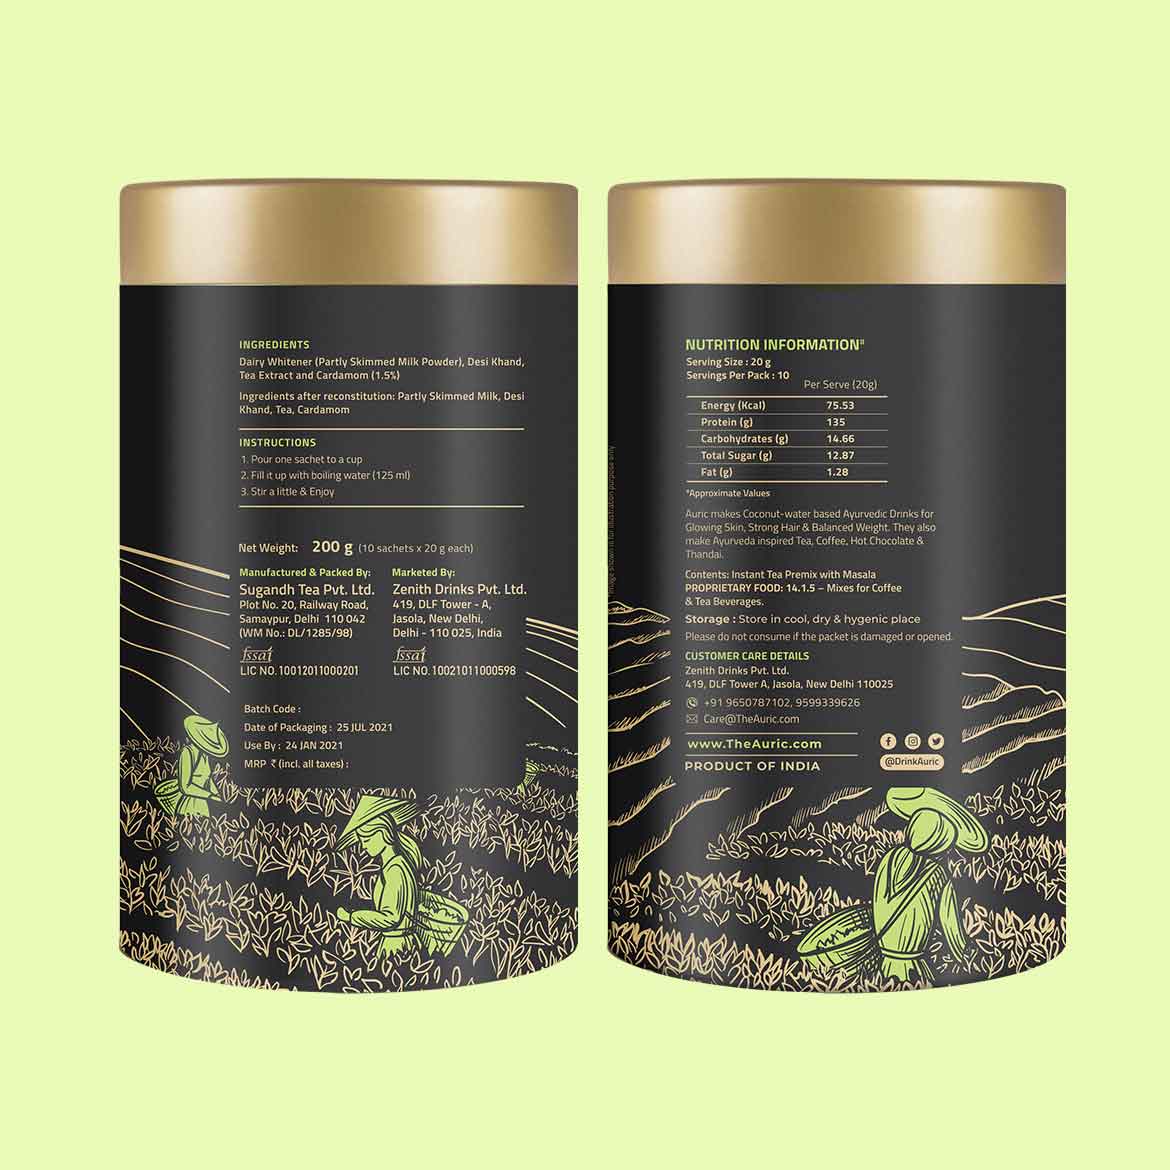 INGREDIENTS
Dairy Whitener (Partly Skimmed Milk Powder), Desi Khand,
Tea Extract and Cardamom (1.5%)
Ingredients after reconstitution: Partly Skimmed Milk, Desi
Khand, Tea, Cardamom
INSTRUCTIONS
1. Pour one sachet to a cup
2. Fill it up with boiling water (125 ml)
3. Stir a little & Enjoy
Net Weight: 200 g (10 sachets x 20 g each)
Manufactured & Packed By:
Sugandh Tea Pvt. Ltd.
Plot No. 20, Railway Road,
Samaypur, Delhi 110 042
(WM No.: DL/1285/98)
fssai
LIC NO. 10012011000201
Marketed By:
Zenith Drinks Pvt. Ltd.
419, DLF Tower - A,
Jasola, New Delhi,
Delhi - 110 025, India
fssai
LIC NO. 10021011000598
Batch Code :
Date of Packaging : 25 JUL 2021
Use By : 24 JAN 2021
MRP ₹ (incl. all taxes) :
Image shown is for illustration purpose only
NUTRITION INFORMATION#
Serving Size : 20 g
Servings Per Pack : 10
Per Serve (20g)
Energy (Kcal) 75.53
Protein (g) 135
Carbohydrates (g) 14.66
Total Sugar (g) 12.87
Fat (g) 1.28
#Approximate Values
Auric makes Coconut-water based Ayurvedic Drinks for
Glowing Skin, Strong Hair & Balanced Weight. They also
make Ayurveda inspired Tea, Coffee, Hot Chocolate &
Thandai.
Contents: Instant Tea Premix with Masala
PROPRIETARY FOOD: 14.1.5 – Mixes for Coffee
& Tea Beverages.
Storage : Store in cool, dry & hygenic place
Please do not consume if the packet is damaged or opened.
CUSTOMER CARE DETAILS
Zenith Drinks Pvt. Ltd.
419, DLF Tower A, Jasola, New Delhi 110025
+91 9650787102, 9599339626
Care@TheAuric.com
www.TheAuric.com
PRODUCT OF INDIA
@DrinkAuric